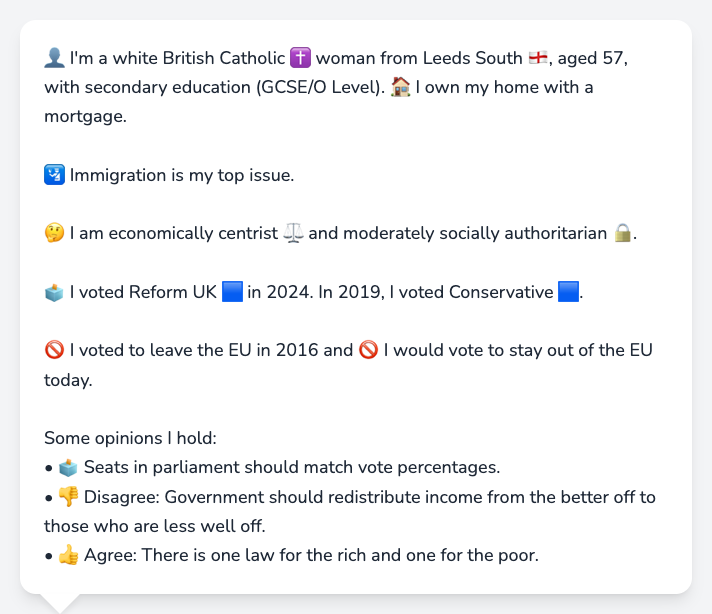 👤 I'm a white British Catholic ✝️ woman from Leeds South 🏴󠁧󠁢󠁥󠁮󠁧󠁿, aged 57,
with secondary education (GCSE/O Level). 🏠 I own my home with a
mortgage.
🛂 Immigration is my top issue.
🤔 I am economically centrist ⚖️ and moderately socially authoritarian 🔒.
🗳️ I voted Reform UK 🟦 in 2024. In 2019, I voted Conservative 🟦.
🚫 I voted to leave the EU in 2016 and 🚫 I would vote to stay out of the EU
today.
Some opinions I hold:
• 🗳️ Seats in parliament should match vote percentages.
• 👎 Disagree: Government should redistribute income from the better off to
those who are less well off.
• 👍 Agree: There is one law for the rich and one for the poor.